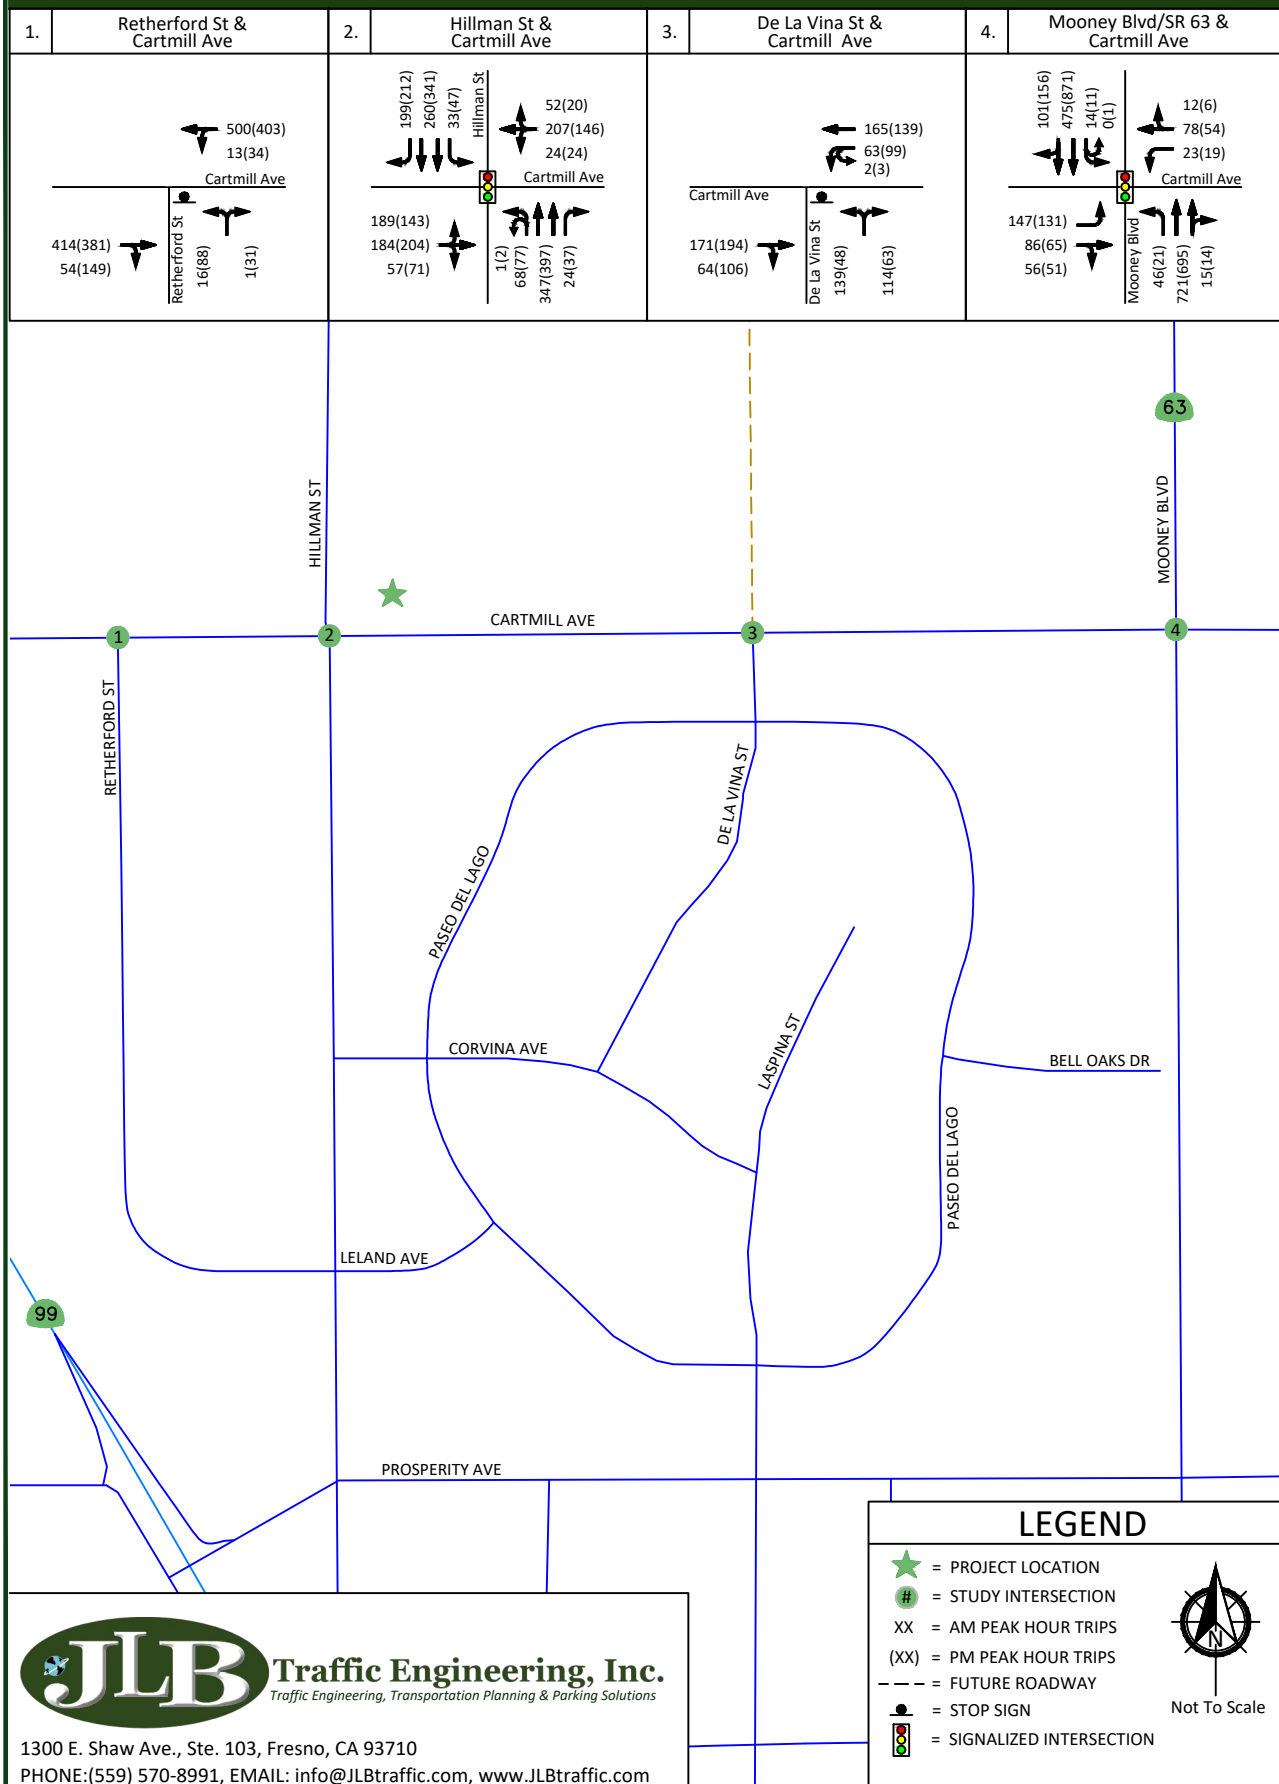 1.
Retherford St &
Cartmill Ave
2.
Hillman St &
Cartmill Ave
3.
De La Vina St &
Cartmill Ave
4.
Mooney Blvd/SR 63 &
Cartmill Ave
500(403)
13(34)
Cartmill Ave
414(381)
54(149)
Retherford St
16(88)
1(31)
199(212)
260(341)
33(47)
Hillman St
52(20)
207(146)
24(24)
Cartmill Ave
189(143)
184(204)
57(71)
1(2)
68(77)
347(397)
24(37)
165(139)
63(99)
2(3)
Cartmill Ave
171(194)
64(106)
De La Vina St
139(48)
114(63)
101(156)
475(871)
14(11)
0(1)
12(6)
78(54)
23(19)
Cartmill Ave
147(131)
86(65)
56(51)
Mooney Blvd
46(21)
721(695)
15(14)
63
HILLMAN ST
MOONEY BLVD
CARTMILL AVE
1
2
3
4
RETHERFORD ST
DE LA VINA ST
PASEO DEL LAGO
CORVINA AVE
LASPINA ST
BELL OAKS DR
PASEO DEL LAGO
LELAND AVE
99
PROSPERITY AVE
LEGEND
= PROJECT LOCATION
# = STUDY INTERSECTION
XX = AM PEAK HOUR TRIPS
(XX) = PM PEAK HOUR TRIPS
= FUTURE ROADWAY
= STOP SIGN
= SIGNALIZED INTERSECTION
N
Not To Scale
JLB Traffic Engineering, Inc.
Traffic Engineering, Transportation Planning & Parking Solutions
1300 E. Shaw Ave., Ste. 103, Fresno, CA 93710
PHONE:(559) 570-8991, EMAIL: info@JLBtraffic.com, www.JLBtraffic.com